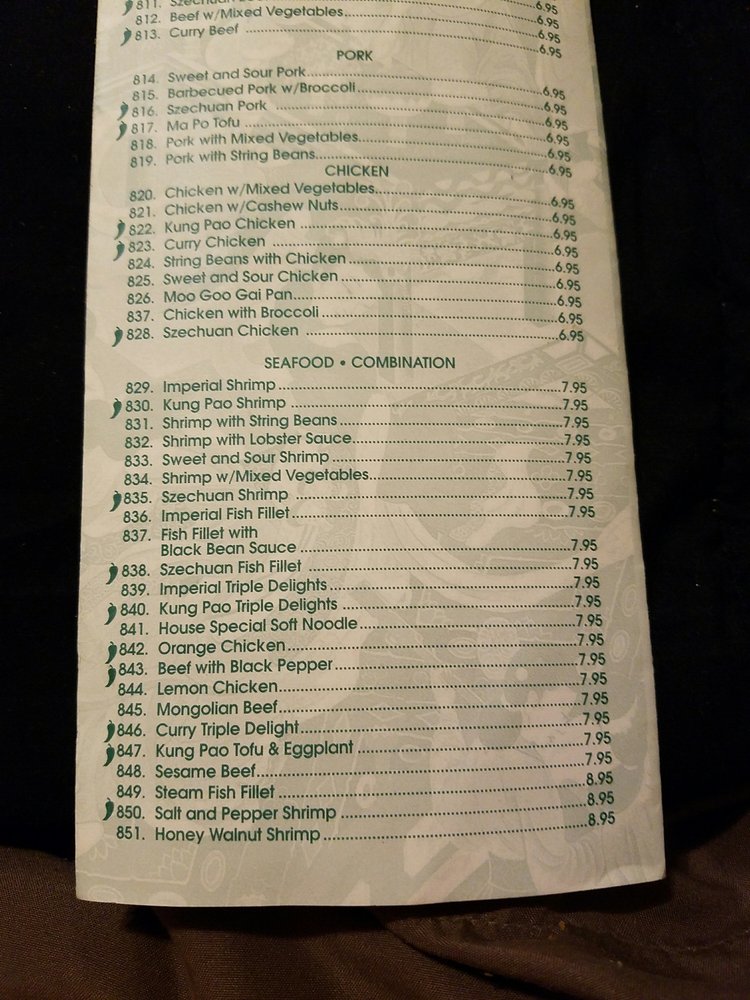 6.95
811. Szechuan 6.95
812. Beef w/Mixed Vegetables 6.95
813. Curry Beef 6.95
PORK
814. Sweet and Sour Pork 6.95
815. Barbecued Pork w/Broccoli 6.95
816. Szechuan Pork 6.95
817. Ma Po Tofu 6.95
818. Pork with Mixed Vegetables 6.95
819. Pork with String Beans 6.95
CHICKEN
820. Chicken w/Mixed Vegetables 6.95
821. Chicken w/Cashew Nuts 6.95
822. Kung Pao Chicken 6.95
823. Curry Chicken 6.95
824. String Beans with Chicken 6.95
825. Sweet and Sour Chicken 6.95
826. Moo Goo Gai Pan 6.95
837. Chicken with Broccoli 6.95
828. Szechuan Chicken 6.95
SEAFOOD • COMBINATION
829. Imperial Shrimp 7.95
830. Kung Pao Shrimp 7.95
831. Shrimp with String Beans 7.95
832. Shrimp with Lobster Sauce 7.95
833. Sweet and Sour Shrimp 7.95
834. Shrimp w/Mixed Vegetables 7.95
835. Szechuan Shrimp 7.95
836. Imperial Fish Fillet 7.95
837. Fish Fillet with
Black Bean Sauce 7.95
838. Szechuan Fish Fillet 7.95
839. Imperial Triple Delights 7.95
840. Kung Pao Triple Delights 7.95
841. House Special Soft Noodle 7.95
842. Orange Chicken 7.95
843. Beef with Black Pepper 7.95
844. Lemon Chicken 7.95
845. Mongolian Beef 7.95
846. Curry Triple Delight 7.95
847. Kung Pao Tofu & Eggplant 7.95
848. Sesame Beef 7.95
849. Steam Fish Fillet 8.95
850. Salt and Pepper Shrimp 8.95
851. Honey Walnut Shrimp 8.95